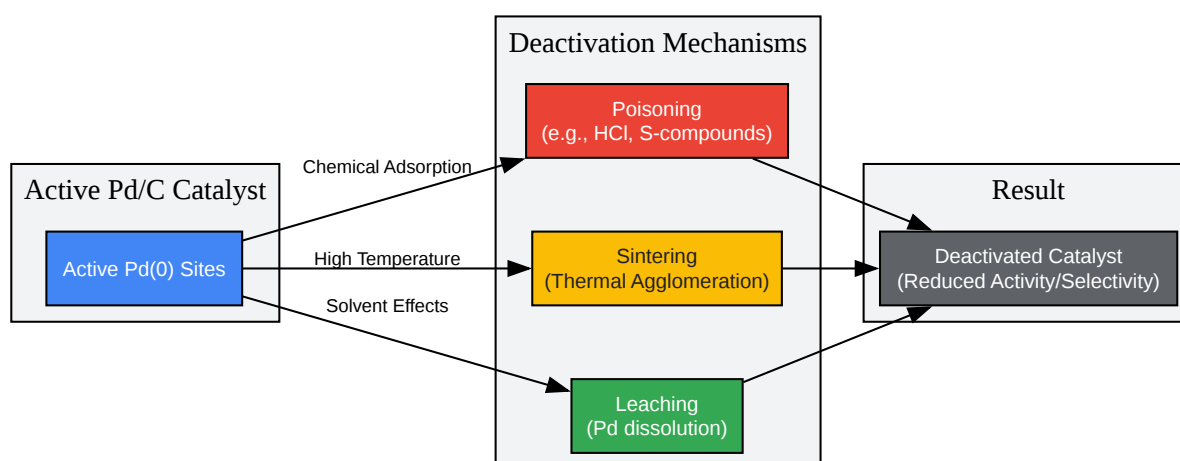 Deactivation Mechanisms
Poisoning
(e.g., HCl, S-compounds)
Chemical Adsorption
Active Pd/C Catalyst
Result
Active Pd(0) Sites
High Temperature
Sintering
(Thermal Agglomeration)
Deactivated Catalyst
(Reduced Activity/Selectivity)
Solvent Effects
Leaching
(Pd dissolution)